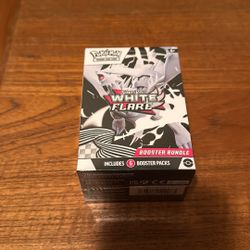 POKÉMON
WHITE
FLARE
BOOSTER BUNDLE
INCLUDES 6 BOOSTER PACKS